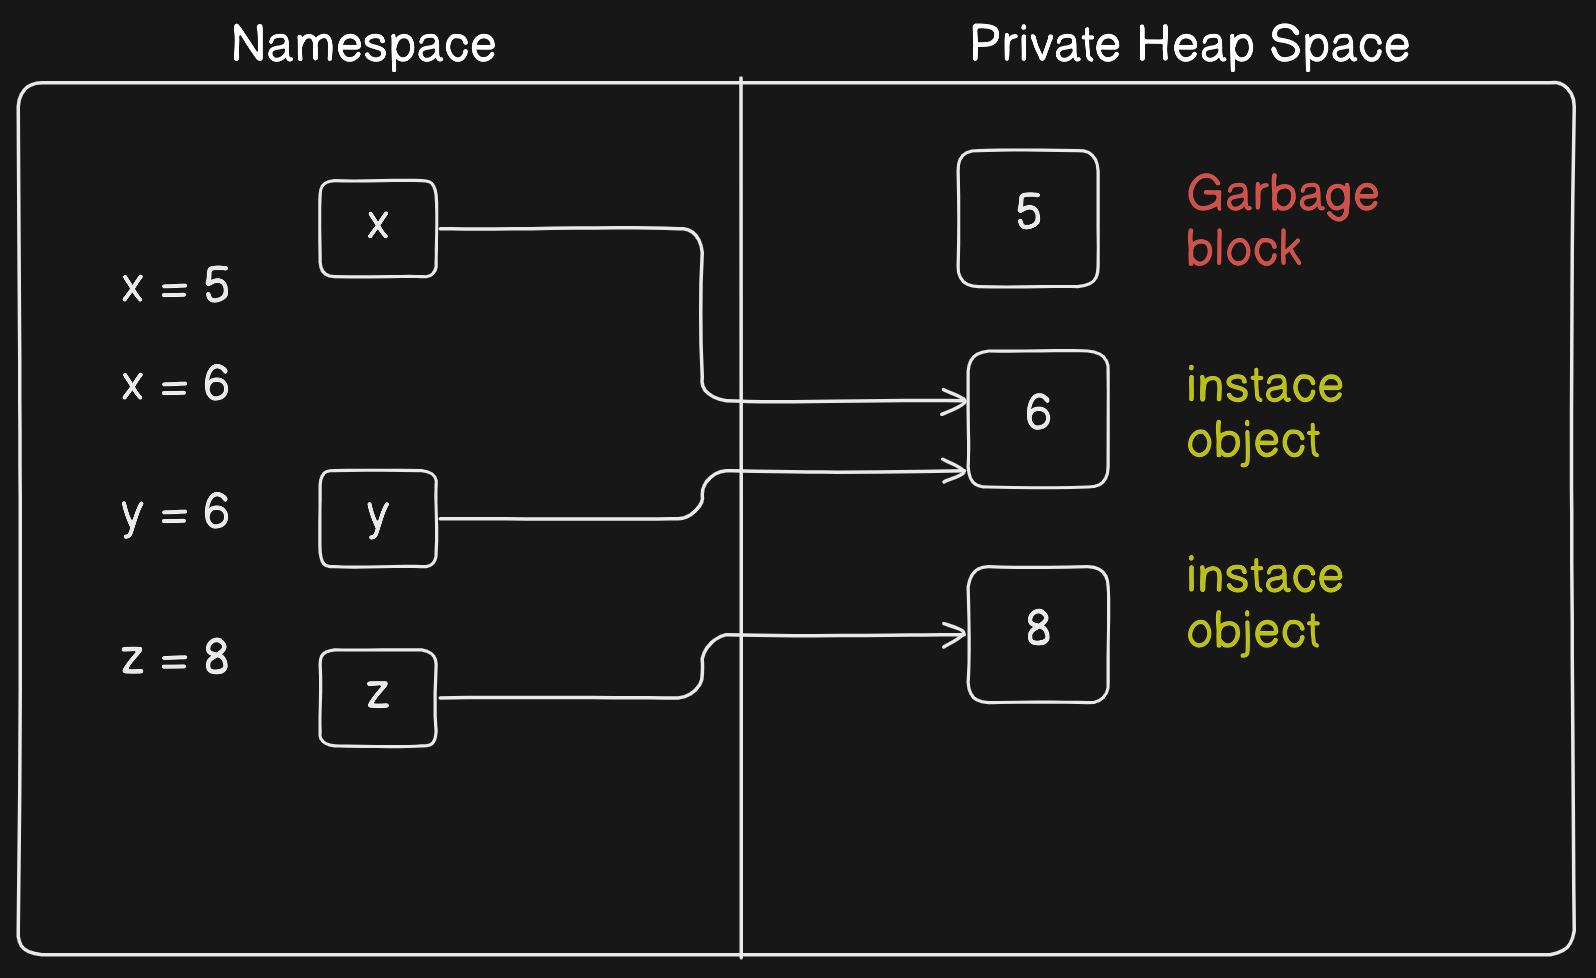 Namespace
Private Heap Space
x
x = 5
x = 6
y = 6
y
z = 8
z
5
Garbage
block
6
instace
object
8
instace
object